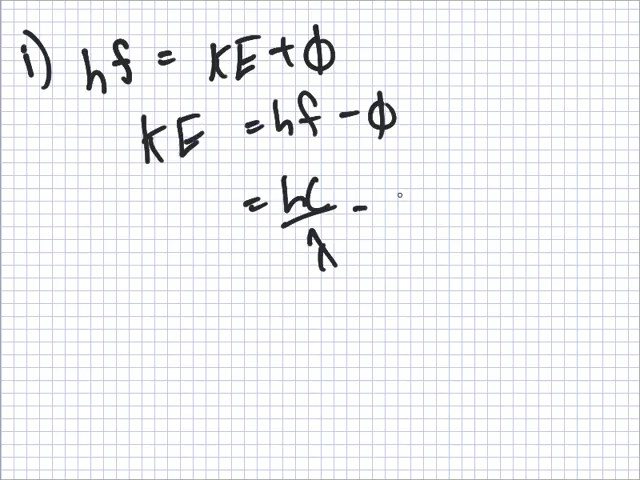 i) hf = KE + ϕ
KE = hf - ϕ
= hc/λ -